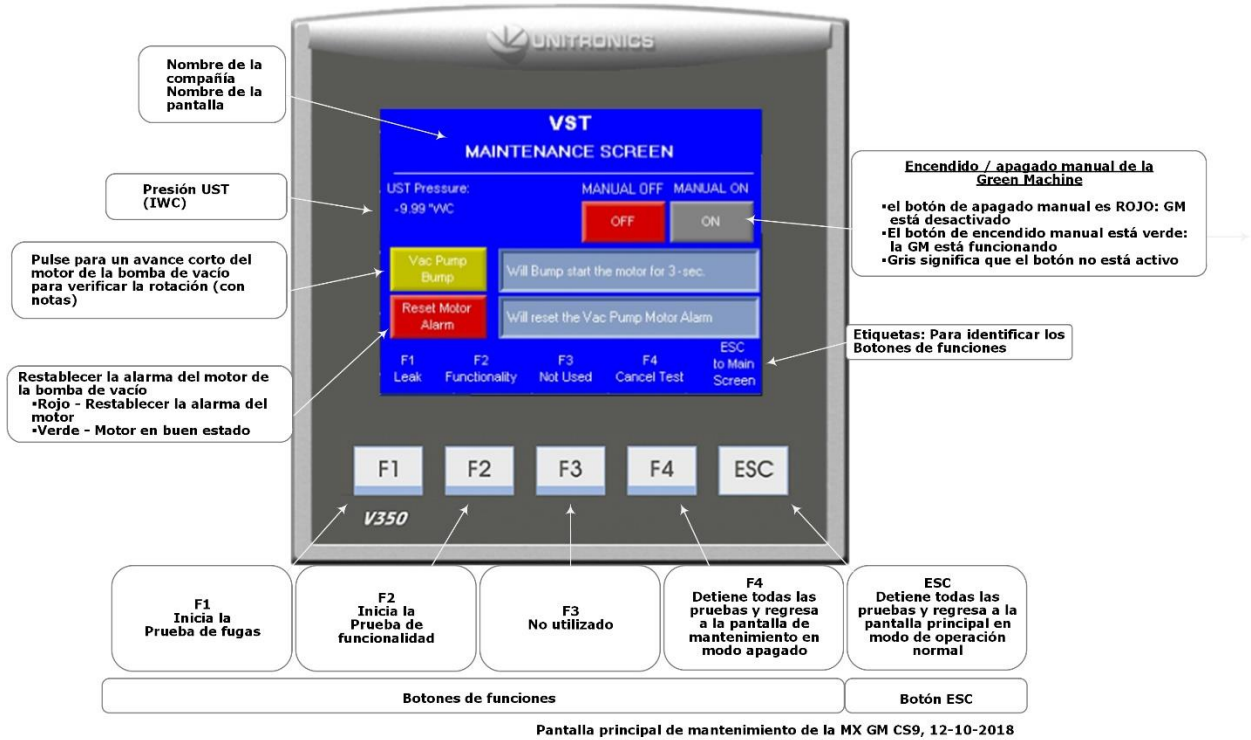 UNITRONICS
Nombre de la
compañía
Nombre de la
pantalla
VST
MAINTENANCE SCREEN
Presión UST
(IWC)
UST Pressure:
-9.99 "WC
MANUAL OFF MANUAL ON
OFF ON
Encendido / apagado manual de la
Green Machine
▪el botón de apagado manual es ROJO: GM
está desactivado
▪El botón de encendido manual está verde:
la GM está funcionando
▪Gris significa que el botón no está activo
Pulse para un avance corto del
motor de la bomba de vacío
para verificar la rotación (con
notas)
Vac Pump
Bump
Will Bump start the motor for 3-sec.
Reset Motor
Alarm
Will reset the Vac Pump Motor Alarm
Etiquetas: Para identificar los
Botones de funciones
F1
Leak
F2
Functionality
F3
Not Used
F4
Cancel Test
ESC
to Main
Screen
Restablecer la alarma del motor de
la bomba de vacío
▪Rojo - Restablecer la alarma del
motor
▪Verde - Motor en buen estado
F1 F2 F3 F4 ESC
V350
F1
Inicia la
Prueba de fugas
F2
Inicia la
Prueba de
funcionalidad
F3
No utilizado
F4
Detiene todas las
pruebas y regresa
a la pantalla de
mantenimiento en
modo apagado
ESC
Detiene todas las
pruebas y regresa a la
pantalla principal en
modo de operación
normal
Botones de funciones
Botón ESC
Pantalla principal de mantenimiento de la MX GM CS9, 12-10-2018